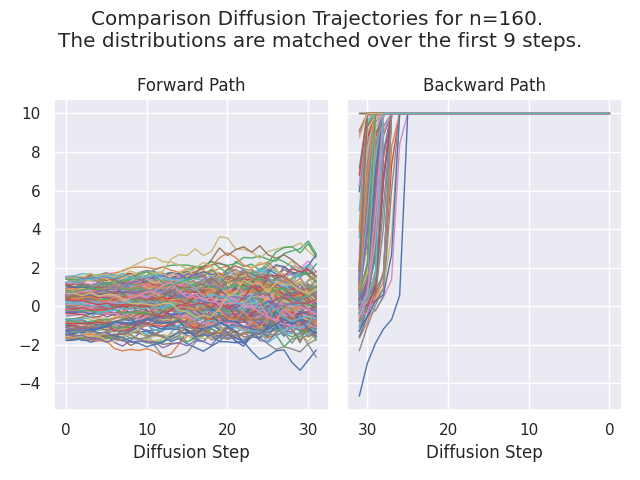 Comparison Diffusion Trajectories for n=160.
The distributions are matched over the first 9 steps.
Forward Path
Backward Path
10
8
6
4
2
0
−2
−4
0
10
20
30
30
20
10
0
Diffusion Step
Diffusion Step